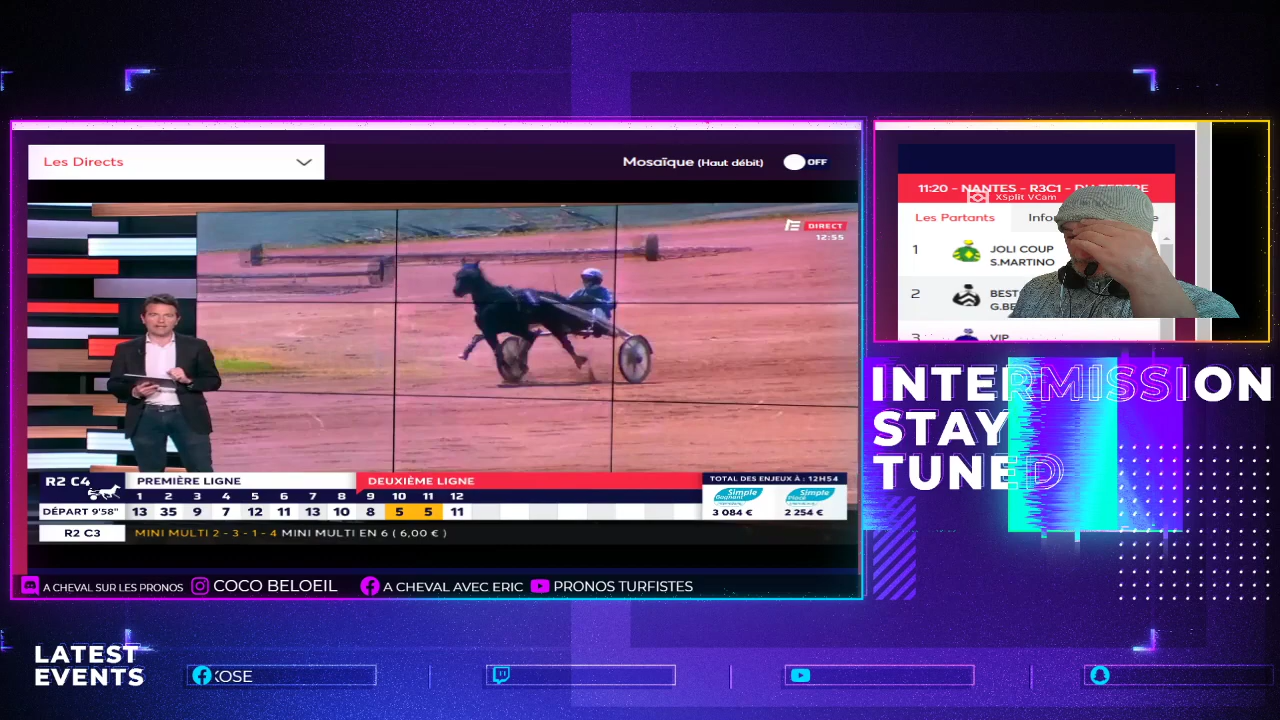 Les Directs
Mosaïque (Haut débit)
OFF
DIRECT
12:55
R2 C4
PREMIÈRE LIGNE
DEUXIÈME LIGNE
TOTAL DES ENJEUX À : 12H54
1 2 3 4 5 6 7 8 9 10 11 12
Simple Gagnant
Simple Placé
DÉPART 9'58"
13 35 9 7 12 11 13 10 8 5 5 11
3 084 €
2 254 €
R2 C3
MINI MULTI 2 - 3 - 1 - 4 MINI MULTI EN 6 ( 6,00 € )
A CHEVAL SUR LES PRONOS
COCO BELOEIL
A CHEVAL AVEC ERIC
PRONOS TURFISTES
11:20 - NANTES - R3C1 - DU TERTRE
XSplit VCam
Les Partants
1
JOLI COUP
S.MARTINO
2
3
VIP
INTERMISSION
STAY
TUNED
LATEST
EVENTS
KOSE